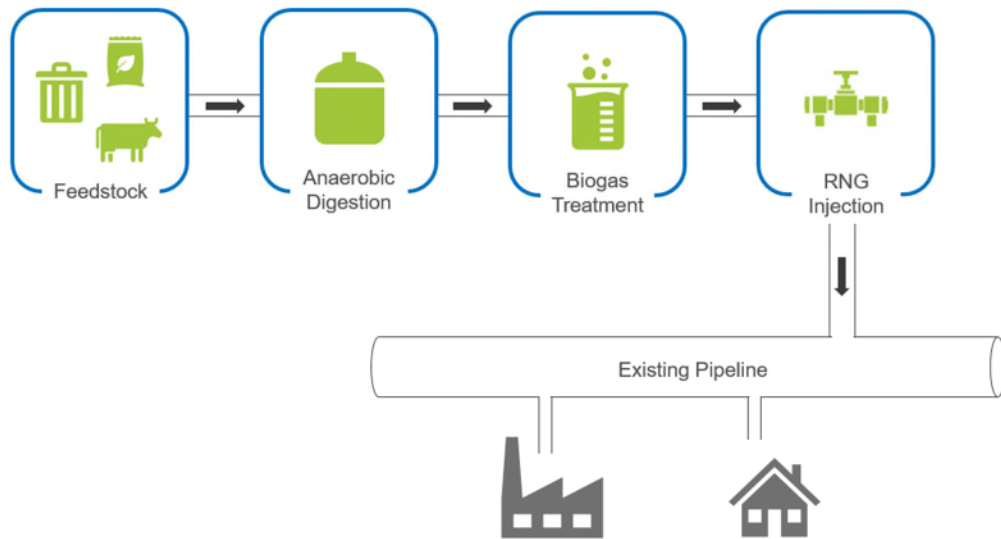 Feedstock
Anaerobic
Digestion
Biogas
Treatment
RNG
Injection
Existing Pipeline